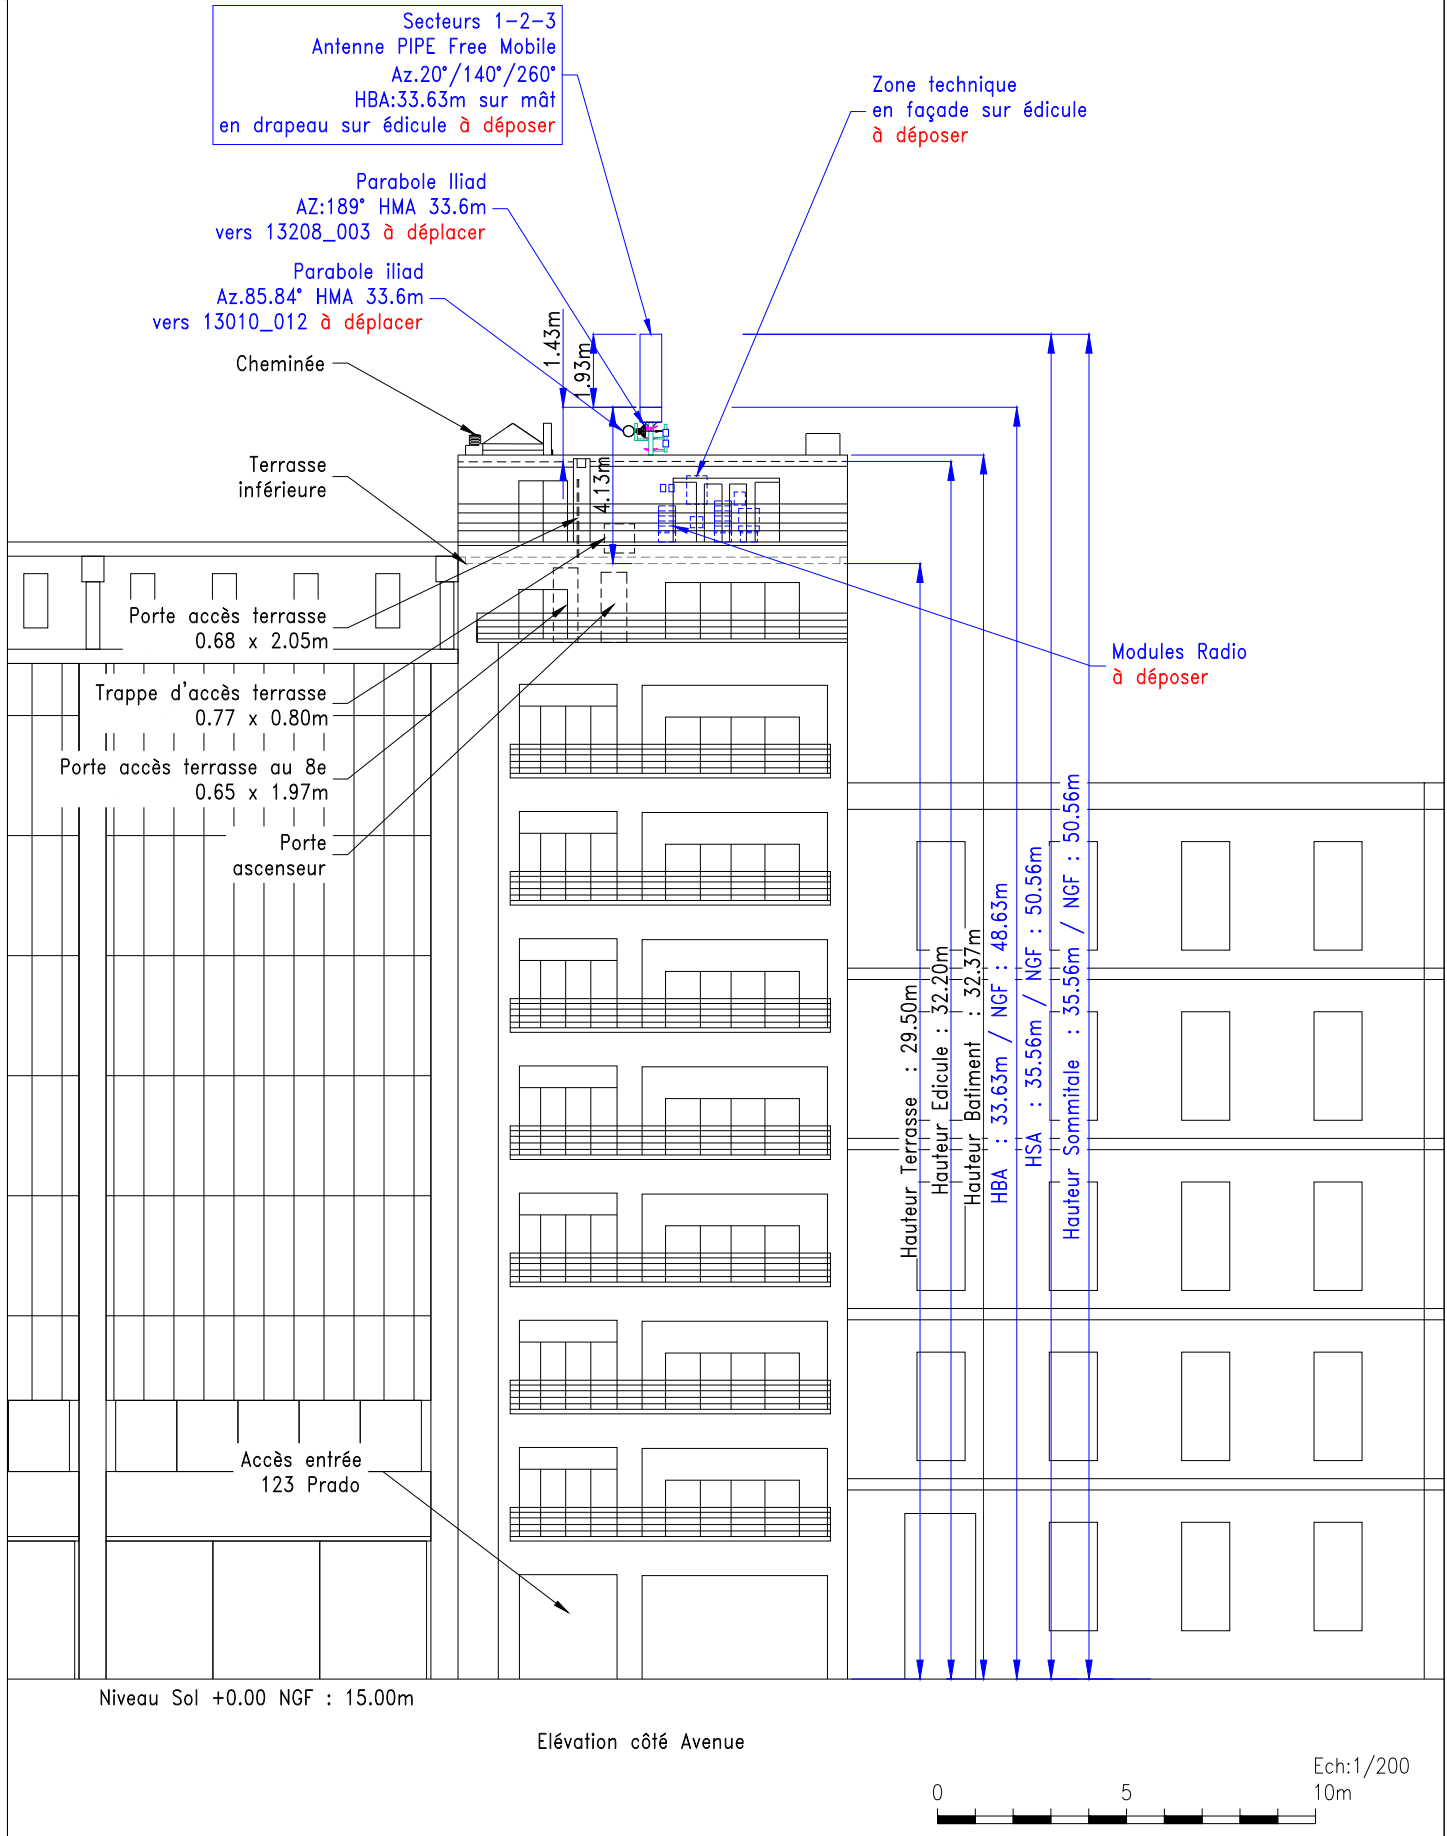 Secteurs 1-2-3
Antenne PIPE Free Mobile
Az.20°/140°/260°
HBA:33.63m sur mât
en drapeau sur édicule à déposer
Zone technique
en façade sur édicule
à déposer
Parabole Iliad
AZ:189° HMA 33.6m
vers 13208_003 à déplacer
Parabole iliad
Az.85.84° HMA 33.6m
vers 13010_012 à déplacer
Cheminée
1.43m
1.93m
4.13m
Terrasse
inférieure
Porte accès terrasse
0.68 x 2.05m
Modules Radio
à déposer
Trappe d'accès terrasse
0.77 x 0.80m
Porte accès terrasse au 8e
0.65 x 1.97m
Porte
ascenseur
Hauteur Terrasse : 29.50m
Hauteur Edicule : 32.20m
Hauteur Batiment : 32.37m
HBA : 33.63m / NGF : 48.63m
HSA : 35.56m / NGF : 50.56m
Hauteur Sommitale : 35.56m / NGF : 50.56m
Accès entrée
123 Prado
Niveau Sol +0.00 NGF : 15.00m
Elévation côté Avenue
Ech:1/200
0 5 10m